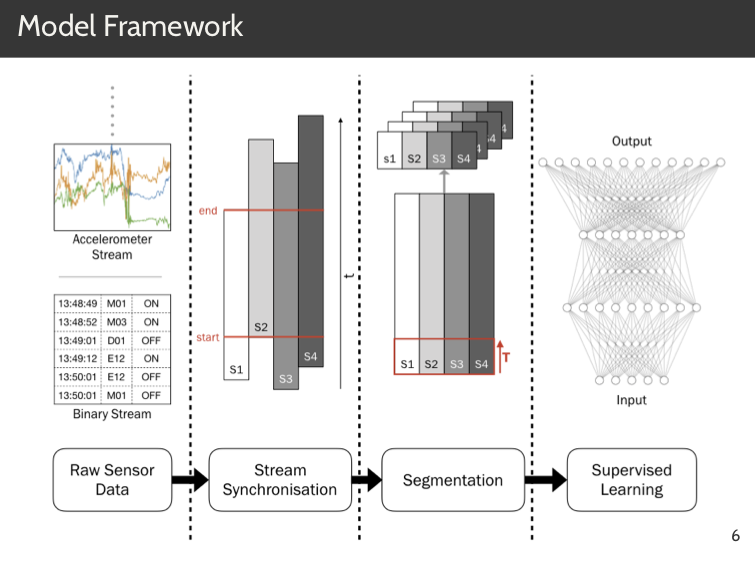 Model Framework
Accelerometer
Stream
13:48:49 M01 ON
13:48:52 M03 ON
13:49:01 D01 OFF
13:49:12 E12 ON
13:50:01 E12 OFF
13:50:01 M01 OFF
Binary Stream
end
start
S1
S2
S3
S4
t
s1 S2 S3 S4
4
4
4
S1 S2 S3 S4
T
Output
Input
Raw Sensor
Data
Stream
Synchronisation
Segmentation
Supervised
Learning
6